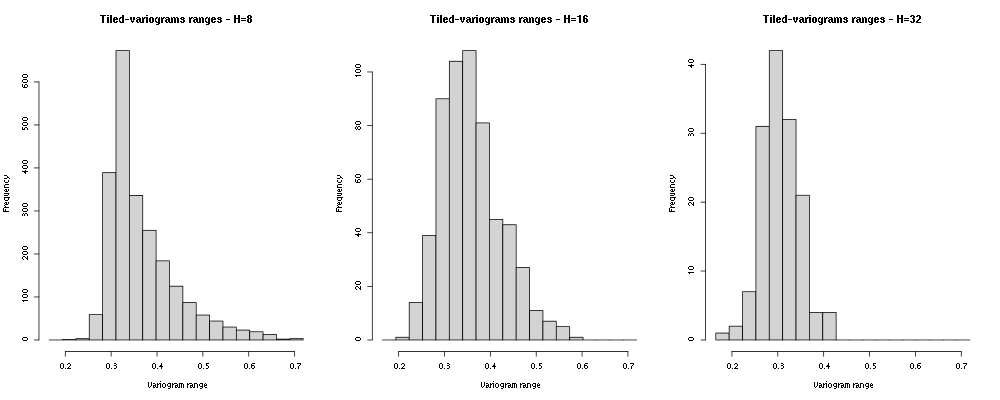 Tiled-variograms ranges - H=8
Tiled-variograms ranges - H=16
Tiled-variograms ranges - H=32
Frequency
0
100
200
300
400
500
600
0.2 0.3 0.4 0.5 0.6 0.7
Variogram range
Frequency
0
20
40
60
80
100
0.2 0.3 0.4 0.5 0.6 0.7
Variogram range
Frequency
0
10
20
30
40
0.2 0.3 0.4 0.5 0.6 0.7
Variogram range